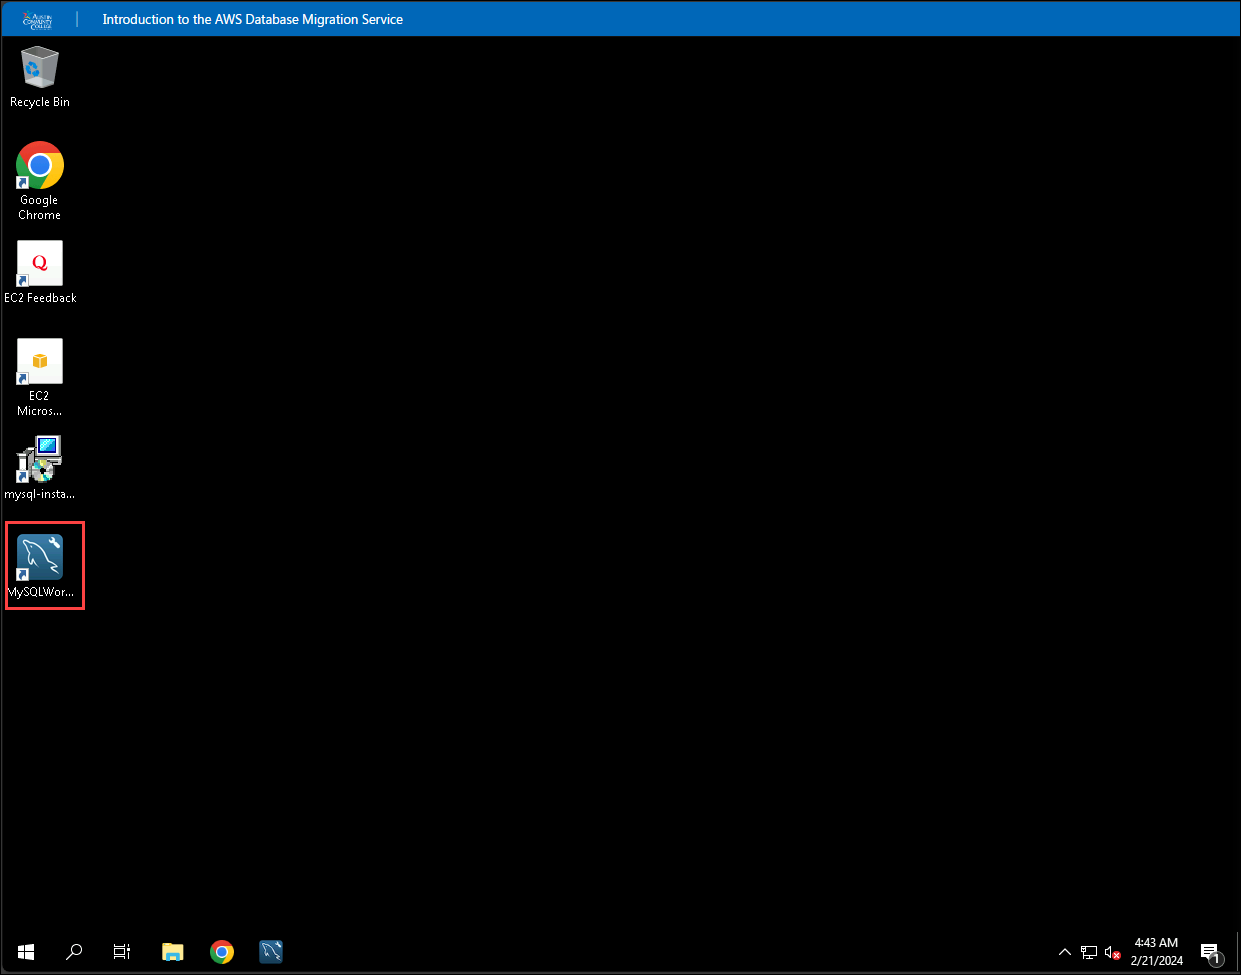 AUSTIN
COMMUNITY
COLLEGE
Introduction to the AWS Database Migration Service
Recycle Bin
Google
Chrome
Q
EC2 Feedback
EC2
Micros...
mysql-insta...
MySQLWor...
4:43 AM
2/21/2024
1